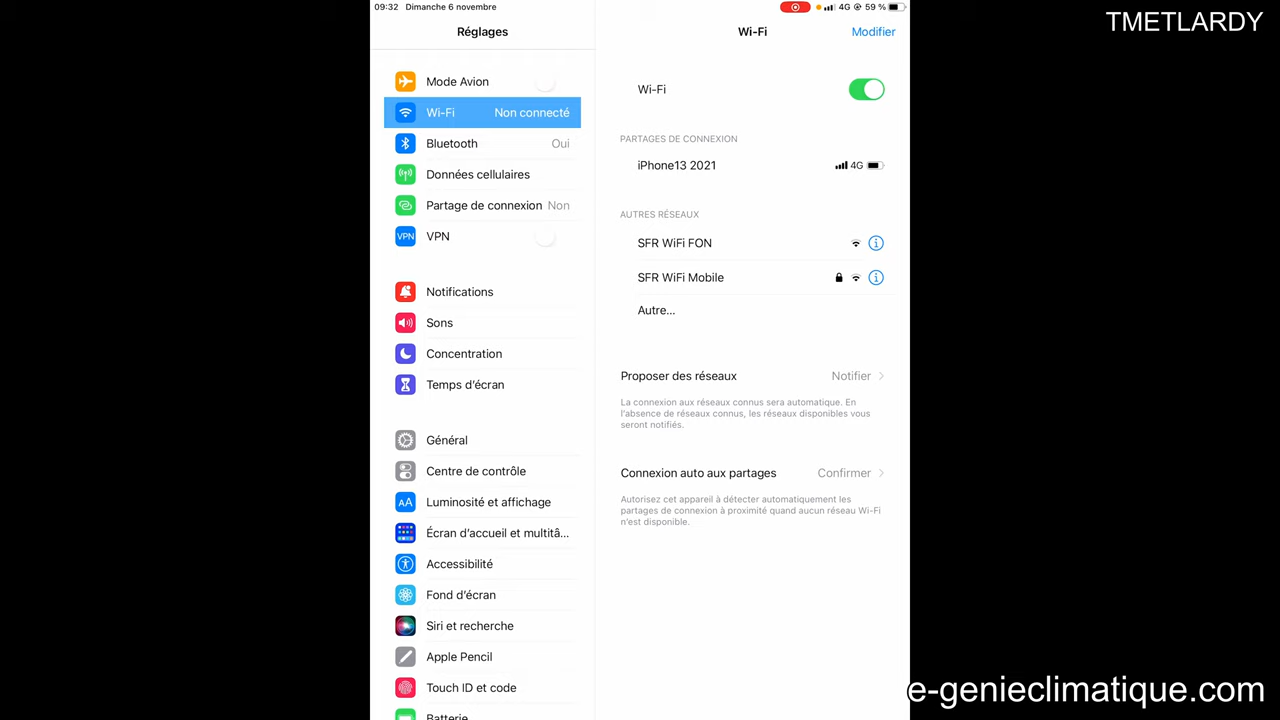 09:32 Dimanche 6 novembre
4G 59 %
TMETLARDY
Réglages
Mode Avion
Wi-Fi Non connecté
Bluetooth Oui
Données cellulaires
Partage de connexion Non
VPN VPN
Notifications
Sons
Concentration
Temps d'écran
Général
Centre de contrôle
AA Luminosité et affichage
Écran d'accueil et multitâ...
Accessibilité
Fond d'écran
Siri et recherche
Apple Pencil
Touch ID et code
Batterie
Wi-Fi Modifier
Wi-Fi
PARTAGES DE CONNEXION
iPhone13 2021 4G
AUTRES RÉSEAUX
SFR WiFi FON
SFR WiFi Mobile
Autre...
Proposer des réseaux Notifier
La connexion aux réseaux connus sera automatique. En
l'absence de réseaux connus, les réseaux disponibles vous
seront notifiés.
Connexion auto aux partages Confirmer
Autorisez cet appareil à détecter automatiquement les
partages de connexion à proximité quand aucun réseau Wi-Fi
n'est disponible.
e-genieclimatique.com